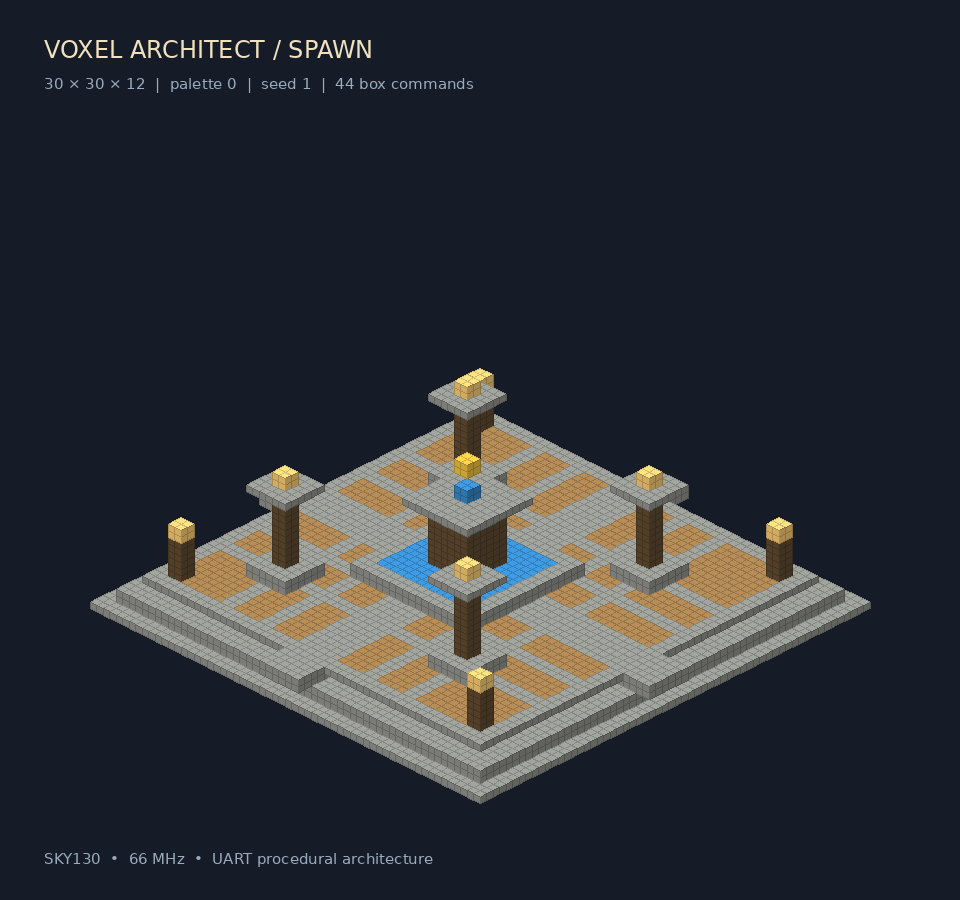 VOXEL ARCHITECT / SPAWN
30 × 30 × 12 | palette 0 | seed 1 | 44 box commands
SKY130 • 66 MHz • UART procedural architecture